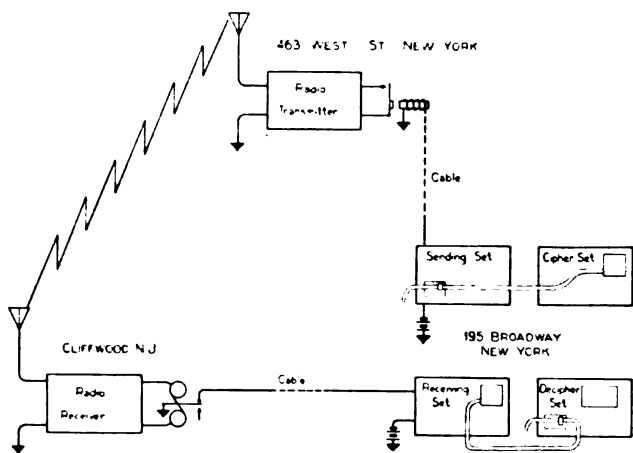 463 WEST ST. NEW YORK
Radio
Transmitter
Cable
Sending Set
Cipher Set
195 BROADWAY
NEW YORK
CLIFFWOOD N.J.
Radio
Receiver
Cable
Receiving
Set
Decipher
Set